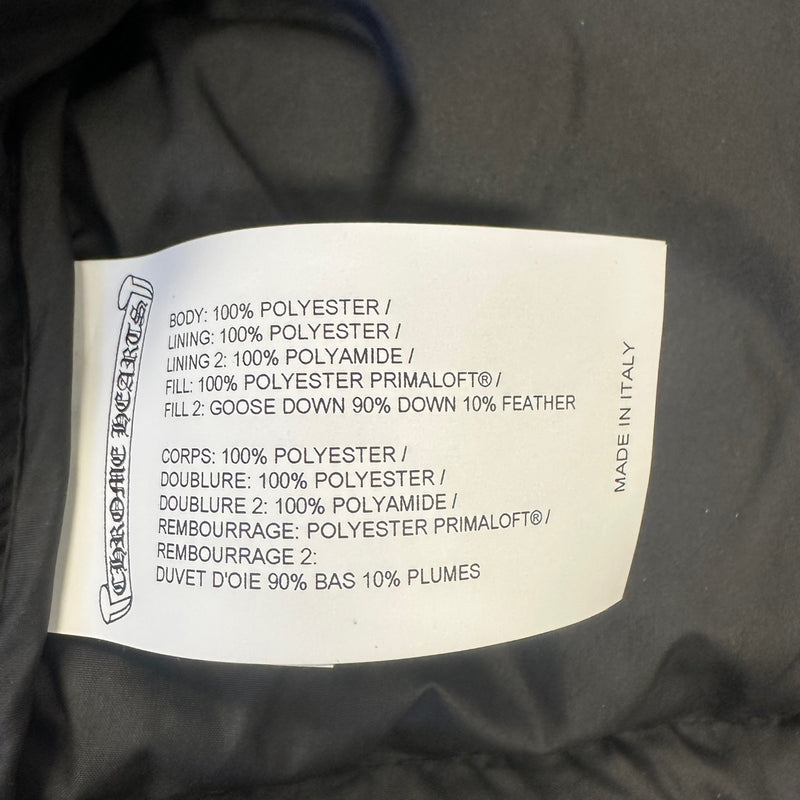 CHROME HEARTS
BODY: 100% POLYESTER /
LINING: 100% POLYESTER /
LINING 2: 100% POLYAMIDE /
FILL: 100% POLYESTER PRIMALOFT® /
FILL 2: GOOSE DOWN 90% DOWN 10% FEATHER
CORPS: 100% POLYESTER /
DOUBLURE: 100% POLYESTER /
DOUBLURE 2: 100% POLYAMIDE /
REMBOURRAGE: POLYESTER PRIMALOFT® /
REMBOURRAGE 2:
DUVET D'OIE 90% BAS 10% PLUMES
MADE IN ITALY